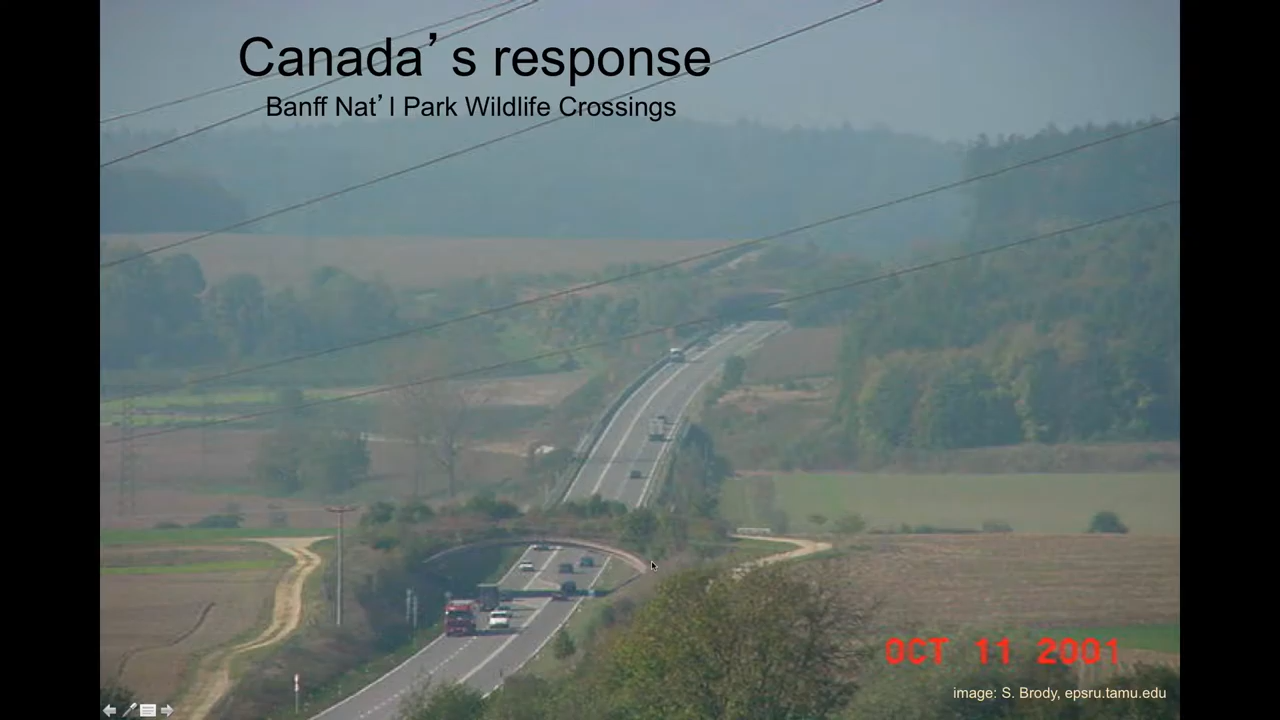 Canada’s response
Banff Nat’l Park Wildlife Crossings
OCT 11 2001
image: S. Brody, epsru.tamu.edu